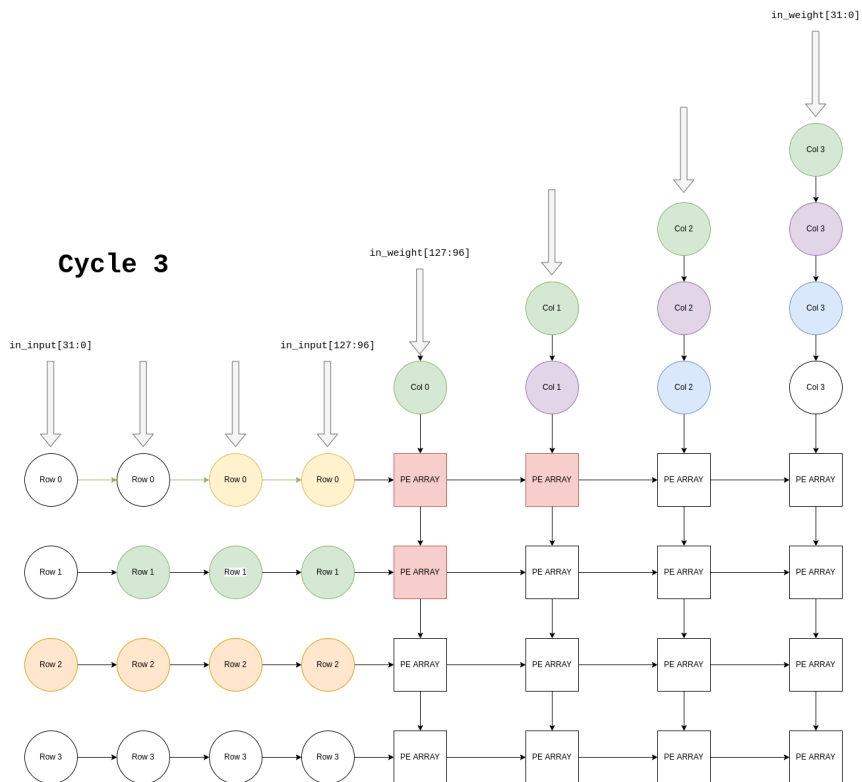 in_weight[31:0]
Col 3
Col 2
Col 3
Cycle 3
in_weight[127:96]
Col 1
Col 2
Col 3
in_input[31:0]
in_input[127:96]
Col 0
Col 1
Col 2
Col 3
Row 0
Row 0
Row 0
Row 0
PE ARRAY
PE ARRAY
PE ARRAY
PE ARRAY
Row 1
Row 1
Row 1
Row 1
PE ARRAY
PE ARRAY
PE ARRAY
PE ARRAY
Row 2
Row 2
Row 2
Row 2
PE ARRAY
PE ARRAY
PE ARRAY
PE ARRAY
Row 3
Row 3
Row 3
Row 3
PE ARRAY
PE ARRAY
PE ARRAY
PE ARRAY